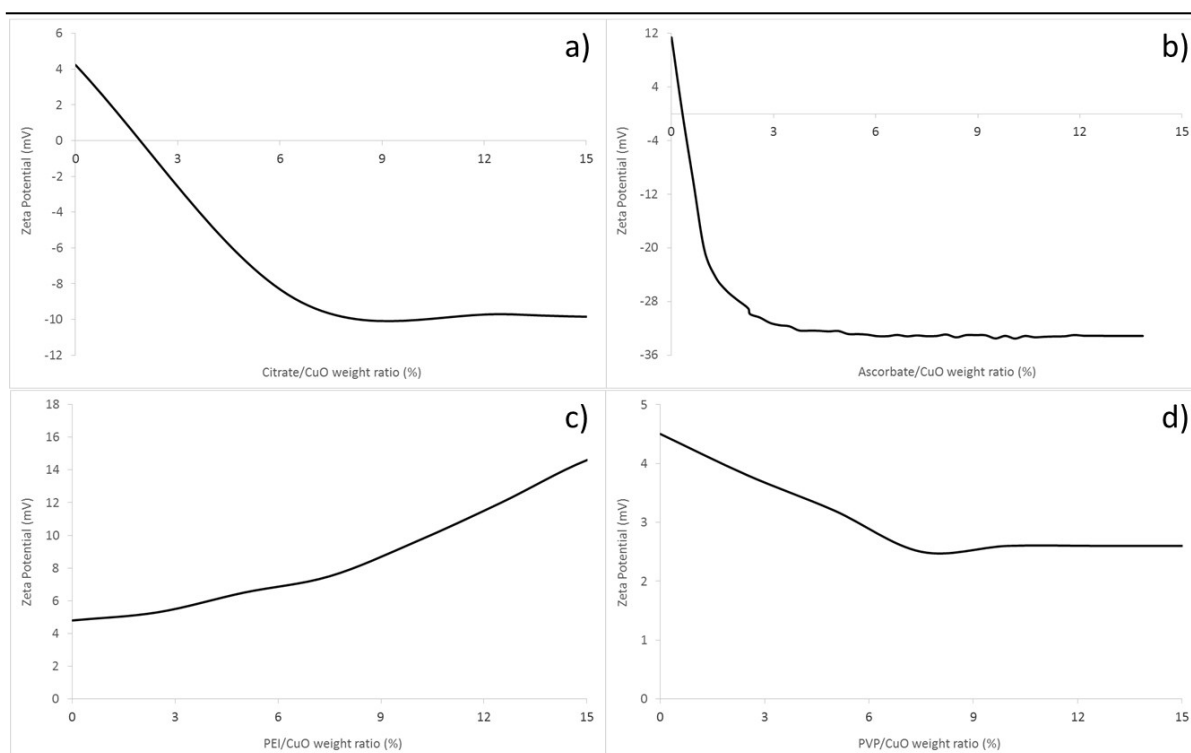 a)
Zeta Potential (mV)
6
4
2
0
-2
-4
-6
-8
-10
-12
0 3 6 9 12 15
Citrate/CuO weight ratio (%)
b)
Zeta Potential (mV)
12
4
-4
-12
-20
-28
-36
0 3 6 9 12 15
Ascorbate/CuO weight ratio (%)
c)
Zeta Potential (mV)
18
16
14
12
10
8
6
4
2
0
0 3 6 9 12 15
PEI/CuO weight ratio (%)
d)
Zeta Potential (mV)
5
4
3
2
1
0
0 3 6 9 12 15
PVP/CuO weight ratio (%)